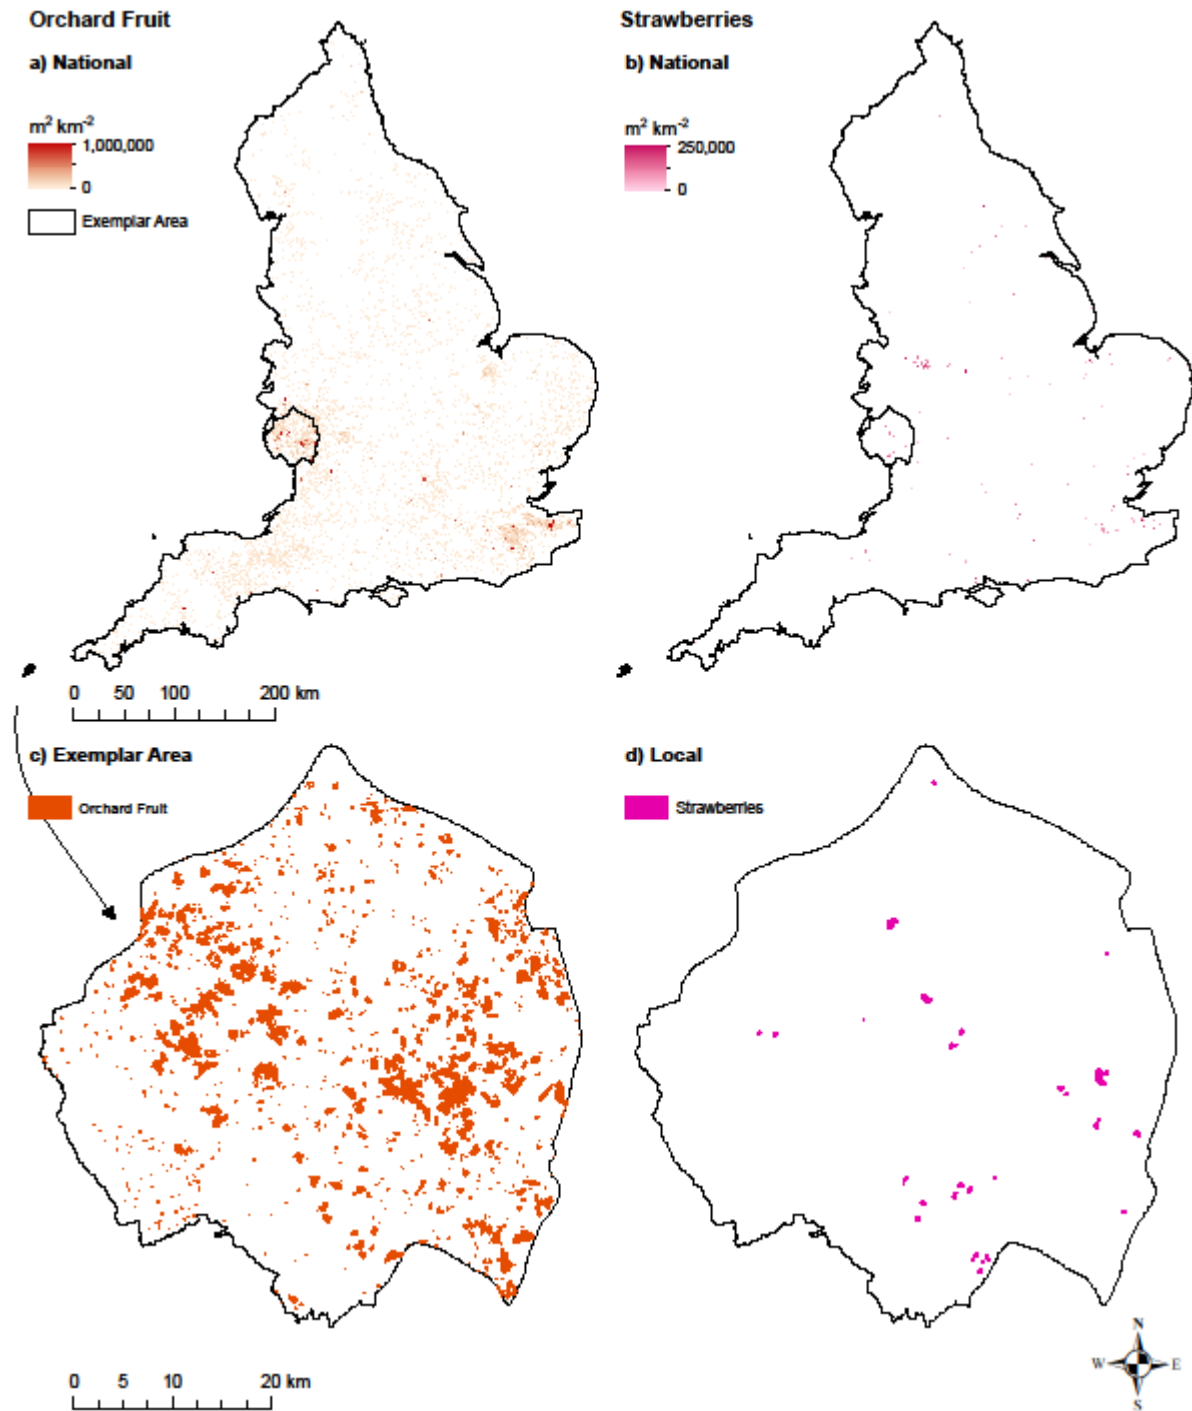 Orchard Fruit
Strawberries
a) National
b) National
m² km⁻²
1,000,000
0
Exemplar Area
m² km⁻²
250,000
0
0 50 100 200 km
c) Exemplar Area
d) Local
Orchard Fruit
Strawberries
0 5 10 20 km
N
W E
S